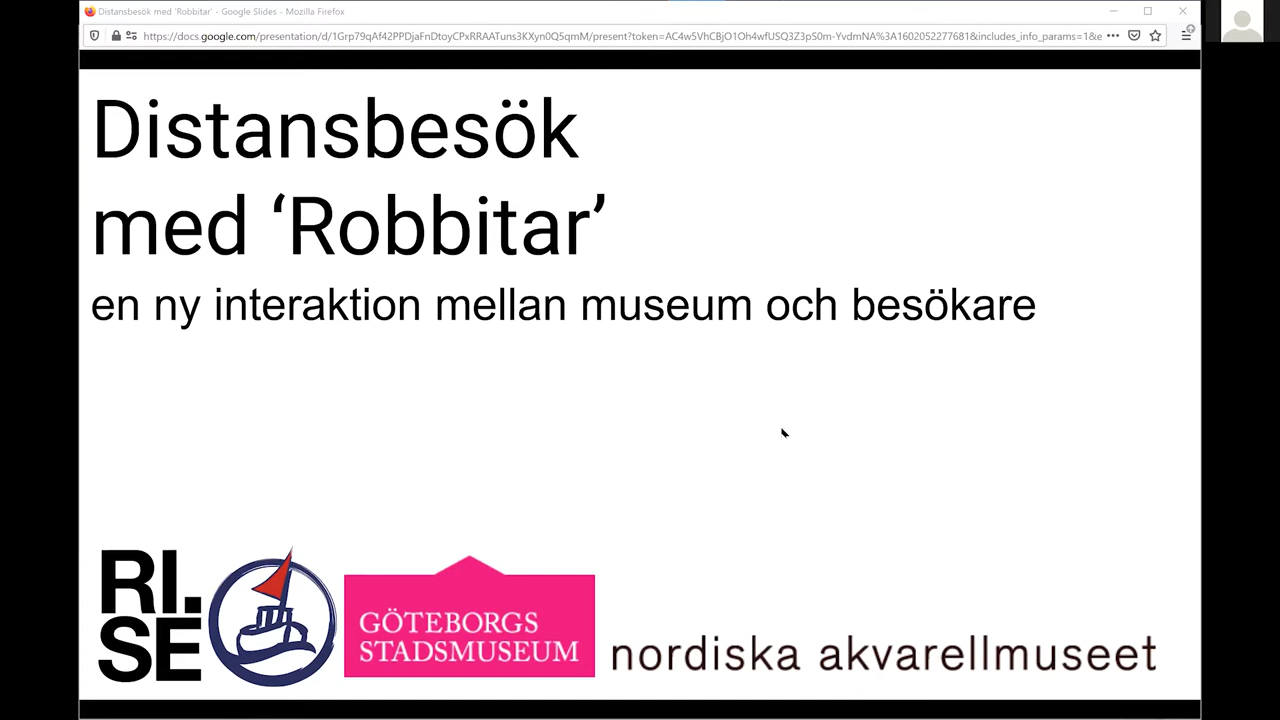 Distansbesök med 'Robbitar' - Google Slides - Mozilla Firefox
https://docs.google.com/presentation/d/1Grp79qAf42PPDjaFnDtoyCPxRRAATuns3KXyn0Q5qmM/present?token=AC4w5VhCBjO1Oh4wfUSQ3Z3pS0m-YvdmNA%3A1602052277681&includes_info_params=1&e
Distansbesök
med ‘Robbitar’
en ny interaktion mellan museum och besökare
RI.
SE
GÖTEBORGS
STADSMUSEUM
nordiska akvarellmuseet